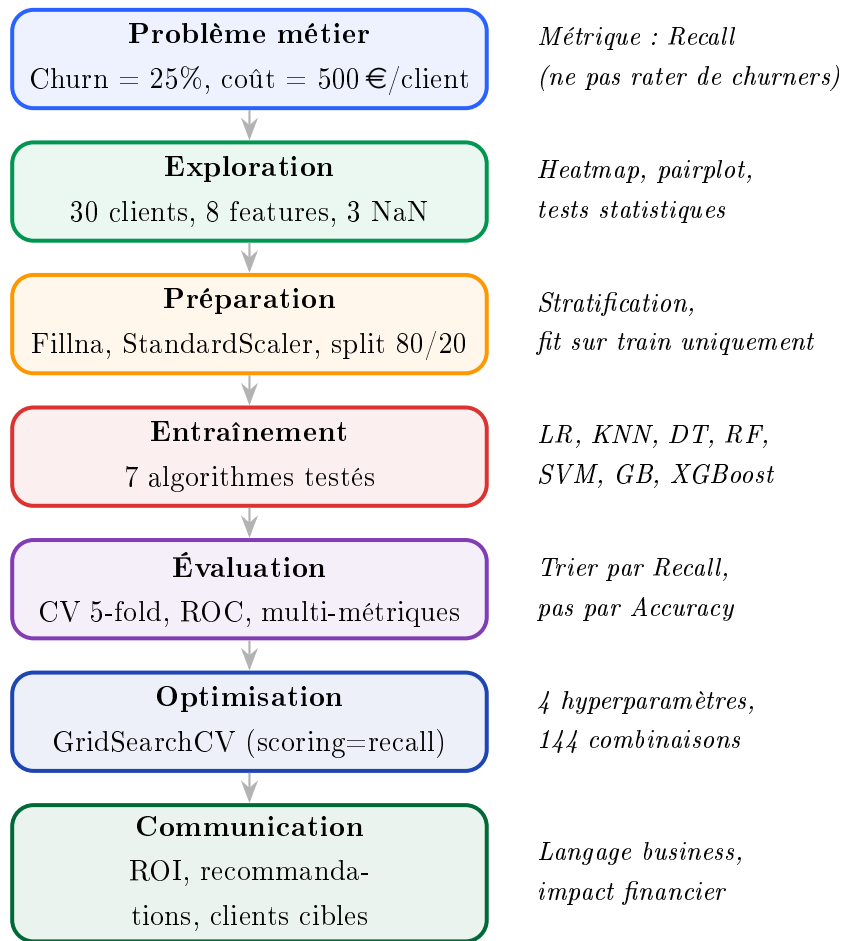 Problème métier
Churn = 25%, coût = 500 €/client
Métrique : Recall
(ne pas rater de churners)
Exploration
30 clients, 8 features, 3 NaN
Heatmap, pairplot,
tests statistiques
Préparation
Fillna, StandardScaler, split 80/20
Stratification,
fit sur train uniquement
Entraînement
7 algorithmes testés
LR, KNN, DT, RF,
SVM, GB, XGBoost
Évaluation
CV 5-fold, ROC, multi-métriques
Trier par Recall,
pas par Accuracy
Optimisation
GridSearchCV (scoring=recall)
4 hyperparamètres,
144 combinaisons
Communication
ROI, recommanda-
tions, clients cibles
Langage business,
impact financier